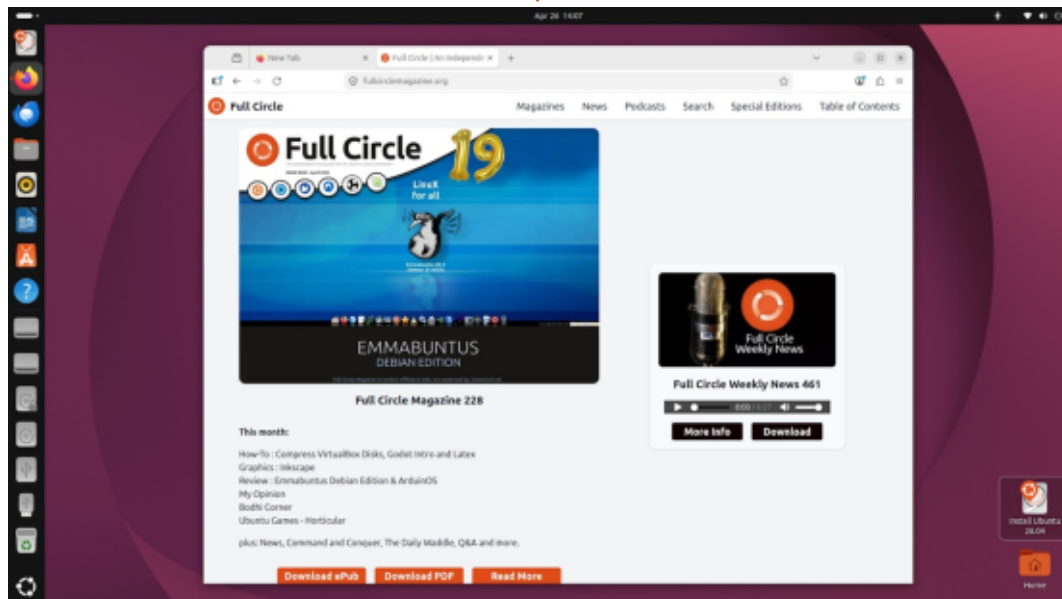 Apr 26 14:07
New Tab
Full Circle | An Independ
fullcirclemagazine.org
Full Circle
Magazines News Podcasts Search Special Editions Table of Contents
Full Circle
19
LinuX
for all
EMMABUNTUS
DEBIAN EDITION
Full Circle Magazine 228
This month:
How-To : Compress VirtualBox Disks, Godot Intro and Latex
Graphics : Inkscape
Review : Emmabuntus Debian Edition & ArduinOS
My Opinion
Bodhi Corner
Ubuntu Games - Horticular
plus: News, Command and Conquer, The Daily Waddle, Q&A and more.
Download ePub Download PDF Read More
Full Circle
Weekly News
Full Circle Weekly News 461
0:00
More Info Download
Install Ubuntu
26.04
Home